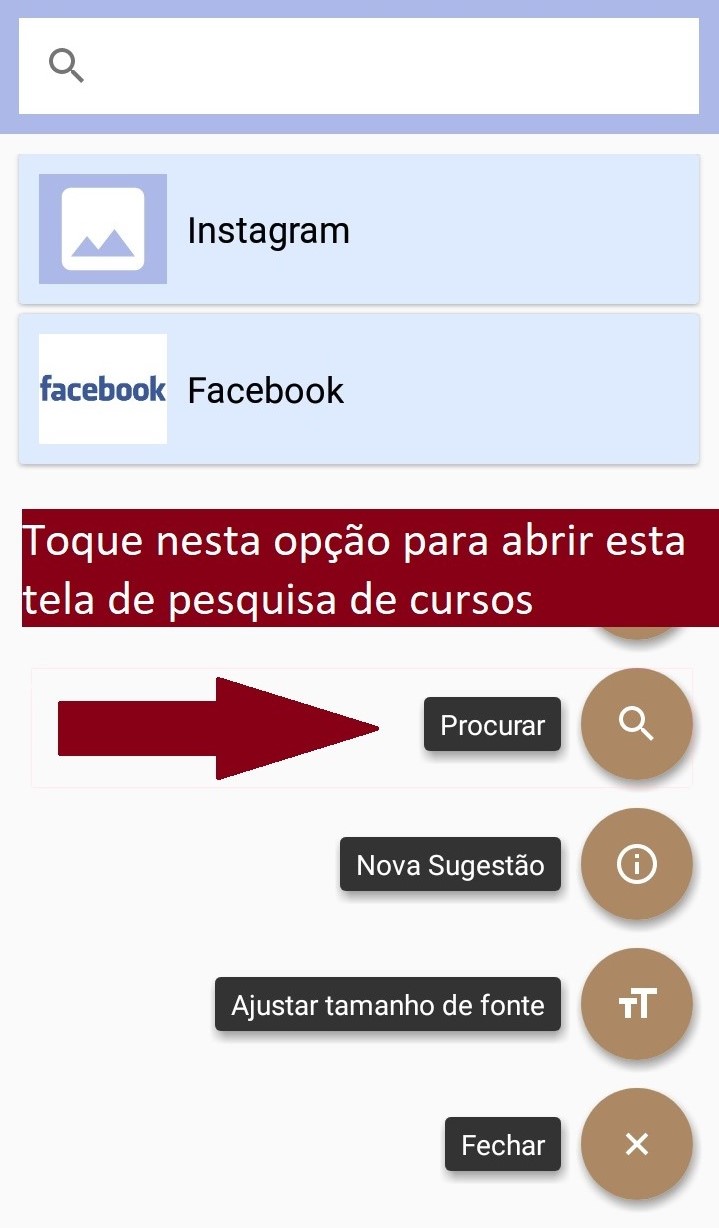 Instagram
facebook
Facebook
Toque nesta opção para abrir esta
tela de pesquisa de cursos
Procurar
Nova Sugestão
Ajustar tamanho de fonte
Fechar